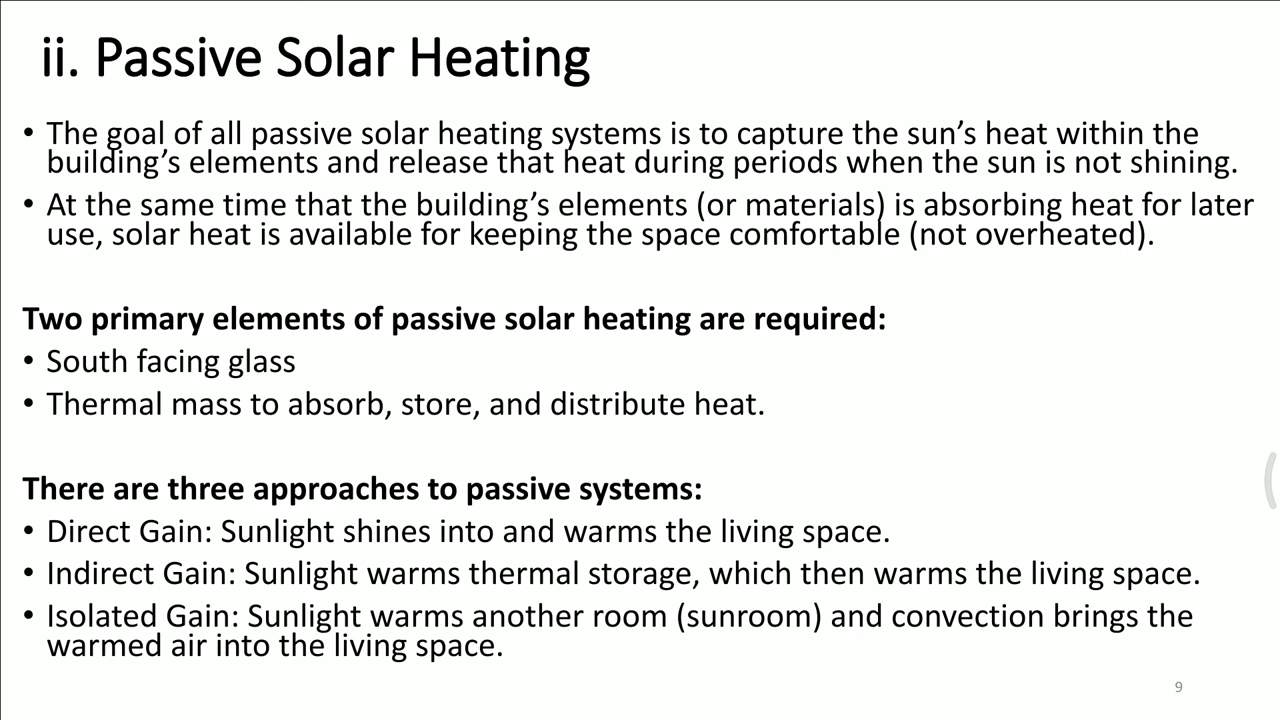 ii. Passive Solar Heating
• The goal of all passive solar heating systems is to capture the sun’s heat within the
building’s elements and release that heat during periods when the sun is not shining.
• At the same time that the building’s elements (or materials) is absorbing heat for later
use, solar heat is available for keeping the space comfortable (not overheated).
Two primary elements of passive solar heating are required:
• South facing glass
• Thermal mass to absorb, store, and distribute heat.
There are three approaches to passive systems:
• Direct Gain: Sunlight shines into and warms the living space.
• Indirect Gain: Sunlight warms thermal storage, which then warms the living space.
• Isolated Gain: Sunlight warms another room (sunroom) and convection brings the
warmed air into the living space.
9